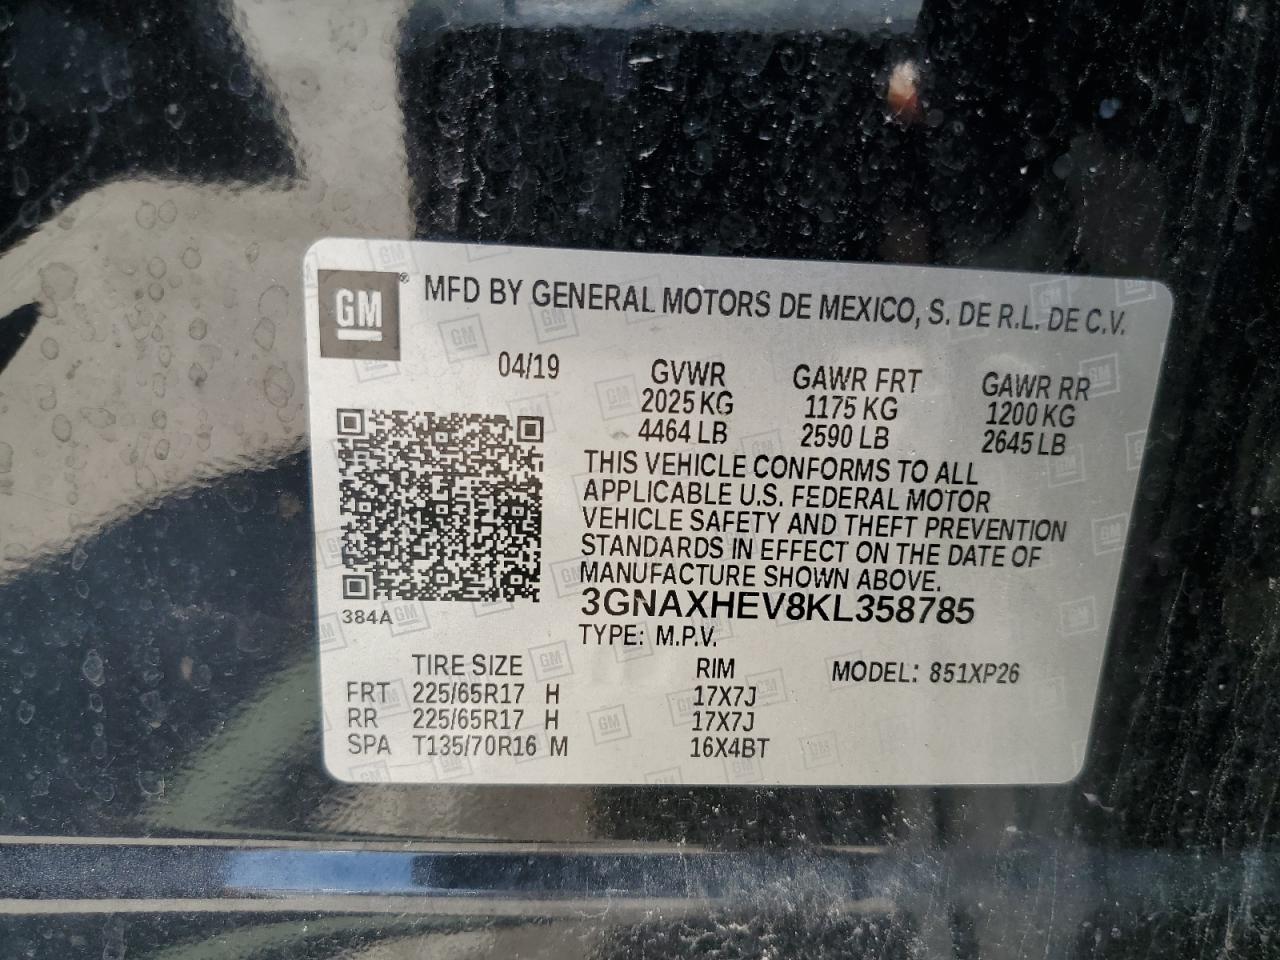 GM® MFD BY GENERAL MOTORS DE MEXICO, S. DE R.L. DE C.V.
04/19
GVWR GAWR FRT GAWR RR
2025 KG 1175 KG 1200 KG
4464 LB 2590 LB 2645 LB
THIS VEHICLE CONFORMS TO ALL
APPLICABLE U.S. FEDERAL MOTOR
VEHICLE SAFETY AND THEFT PREVENTION
STANDARDS IN EFFECT ON THE DATE OF
MANUFACTURE SHOWN ABOVE.
3GNAXHEV8KL358785
384A
TYPE: M.P.V.
TIRE SIZE RIM MODEL: 851XP26
FRT 225/65R17 H 17X7J
RR 225/65R17 H 17X7J
SPA T135/70R16 M 16X4BT